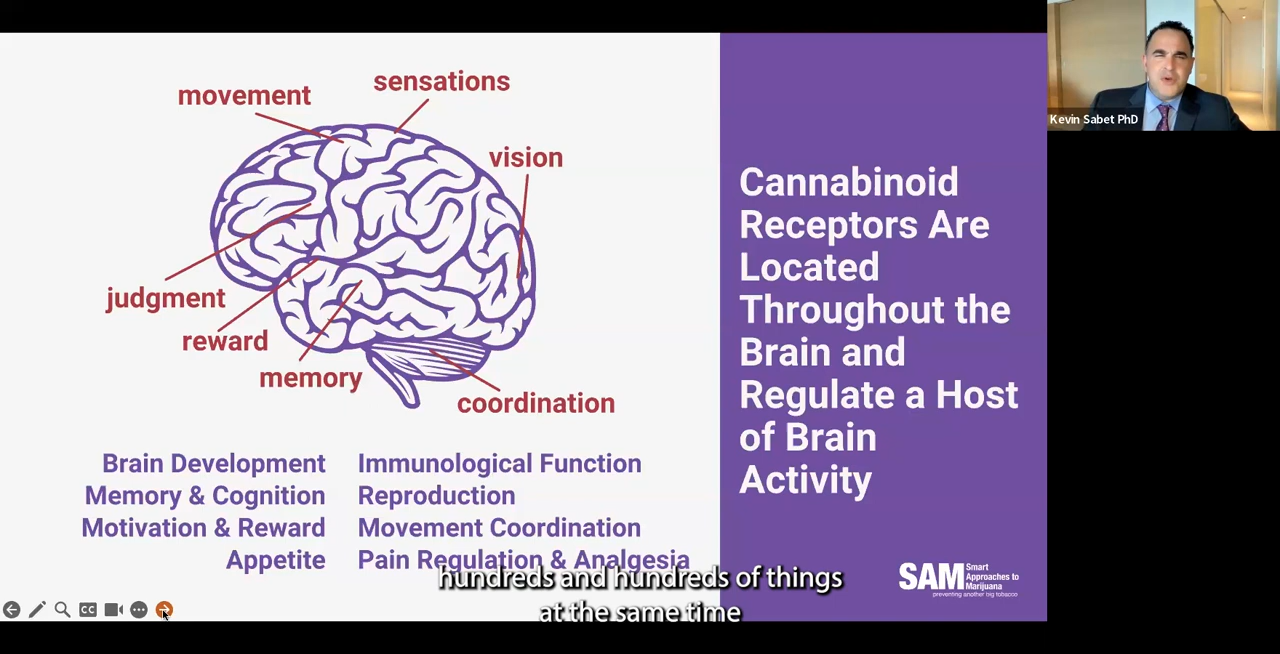 movement
sensations
vision
judgment
reward
memory
coordination
Brain Development
Memory & Cognition
Motivation & Reward
Appetite
Immunological Function
Reproduction
Movement Coordination
Pain Regulation & Analgesia
hundreds and hundreds of things
at the same time
CC
Cannabinoid
Receptors Are
Located
Throughout the
Brain and
Regulate a Host
of Brain
Activity
SAM
Smart
Approaches to
Marijuana
preventing another big tobacco
Kevin Sabet PhD